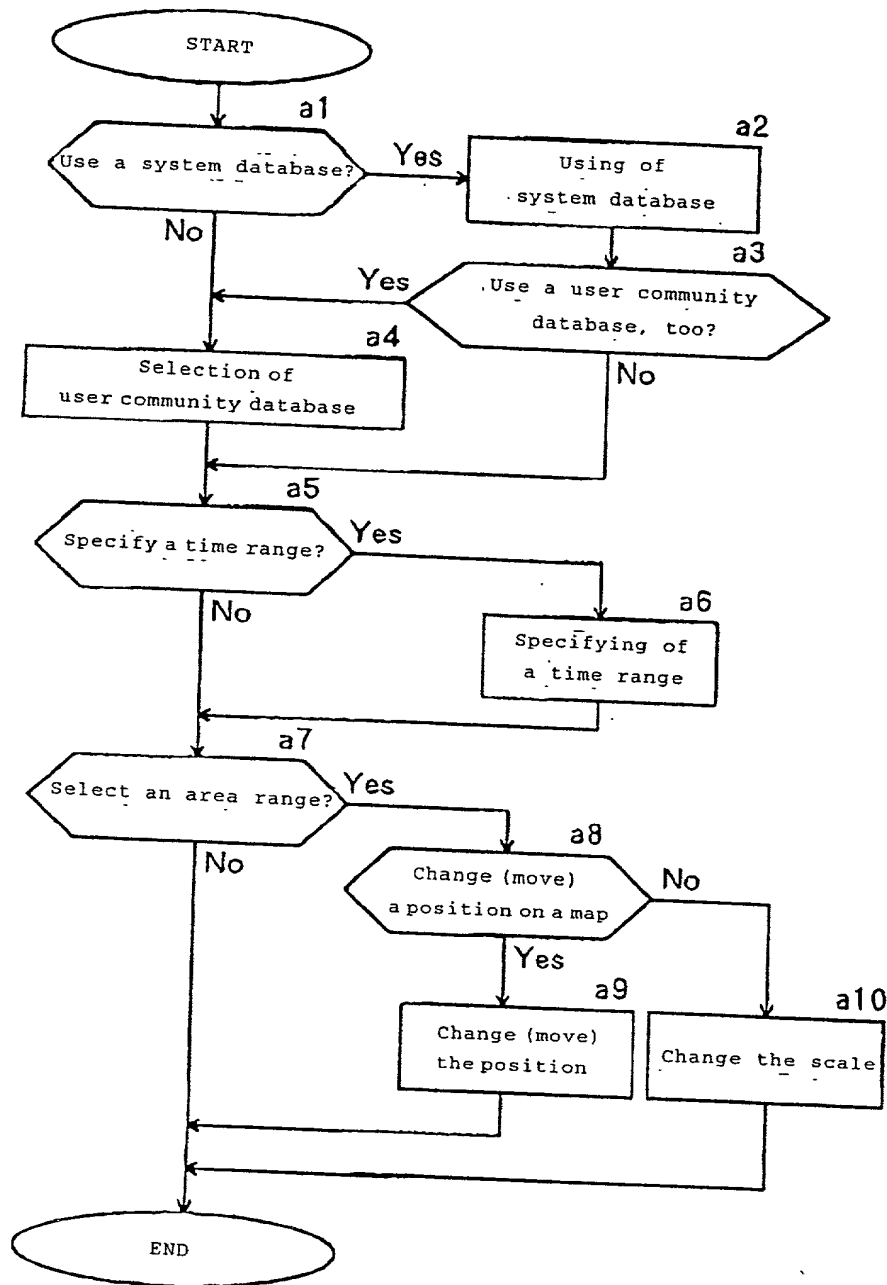 START
a1
Use a system database?
Yes
a2
Using of
system database
No
a3
Yes
Use a user community
database, too?
a4
Selection of
user community database
No
a5
Specify a time range?
Yes
No
a6
Specifying of
a time range
a7
Select an area range?
Yes
No
a8
Change (move)
a position on a map
No
Yes
a9
Change (move)
the position
a10
Change the scale
END